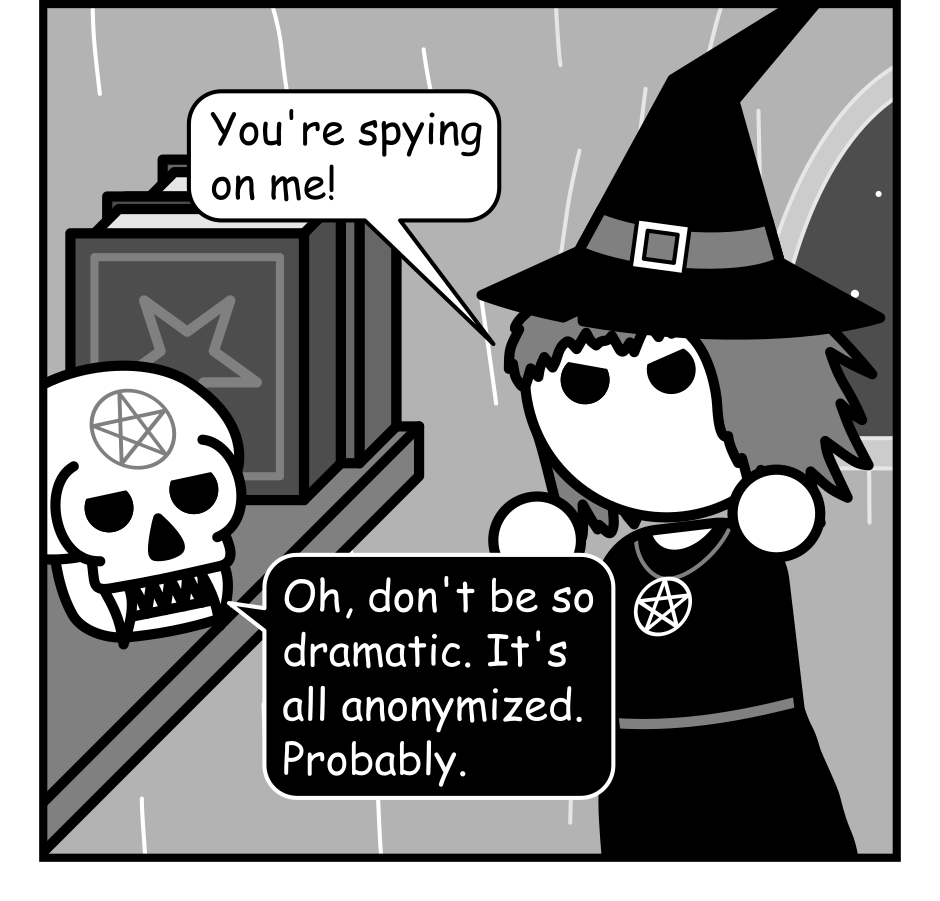 You're spying
on me!
Oh, don't be so
dramatic. It's
all anonymized.
Probably.